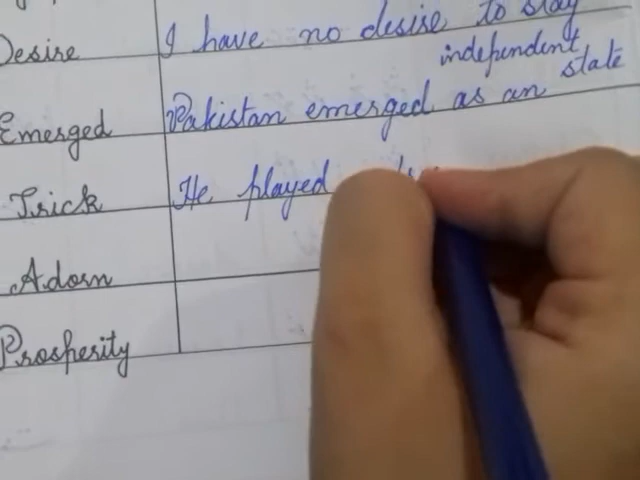 Desire I have no desire to stay
independent
Emerged Pakistan emerged as an state
Trick He played
Adorn
Prosperity